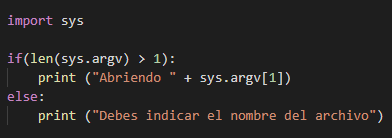 import sys
if(len(sys.argv) > 1):
    print ("Abriendo " + sys.argv[1])
else:
    print ("Debes indicar el nombre del archivo")